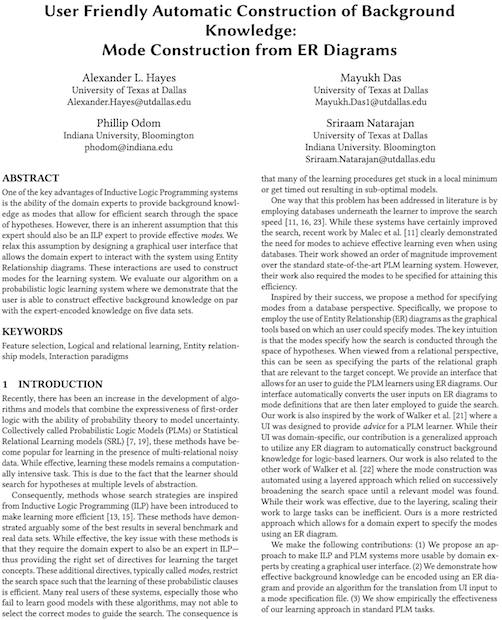 User Friendly Automatic Construction of Background
Knowledge:
Mode Construction from ER Diagrams
Alexander L. Hayes
University of Texas at Dallas
Alexander.Hayes@utdallas.edu
Mayukh Das
University of Texas at Dallas
Mayukh.Das1@utdallas.edu
Phillip Odom
Indiana University, Bloomington
phodom@indiana.edu
Sriraam Natarajan
University of Texas at Dallas
Indiana University. Bloomington
Sriraam.Natarajan@utdallas.edu
ABSTRACT
One of the key advantages of Inductive Logic Programming systems
is the ability of the domain experts to provide background knowl-
edge as modes that allow for efficient search through the space
of hypotheses. However, there is an inherent assumption that this
expert should also be an ILP expert to provide effective modes. We
relax this assumption by designing a graphical user interface that
allows the domain expert to interact with the system using Entity
Relationship diagrams. These interactions are used to construct
modes for the learning system. We evaluate our algorithm on a
probabilistic logic learning system where we demonstrate that the
user is able to construct effective background knowledge on par
with the expert-encoded knowledge on five data sets.
KEYWORDS
Feature selection, Logical and relational learning, Entity relation-
ship models, Interaction paradigms
1 INTRODUCTION
Recently, there has been an increase in the development of algo-
rithms and models that combine the expressiveness of first-order
logic with the ability of probability theory to model uncertainty.
Collectively called Probabilistic Logic Models (PLMs) or Statistical
Relational Learning models (SRL) [7, 19], these methods have be-
come popular for learning in the presence of multi-relational noisy
data. While effective, learning these models remains a computation-
ally intensive task. This is due to the fact that the learner should
search for hypotheses at multiple levels of abstraction.
Consequently, methods whose search strategies are inspired
from Inductive Logic Programming (ILP) have been introduced to
make learning more efficient [13, 15]. These methods have demon-
strated arguably some of the best results in several benchmark and
real data sets. While effective, the key issue with these methods is
that they require the domain expert to also be an expert in ILP—
thus providing the right set of directives for learning the target
concepts. These additional directives, typically called modes, restrict
the search space such that the learning of these probabilistic clauses
is efficient. Many real users of these systems, especially those who
fail to learn good models with these algorithms, may not able to
select the correct modes to guide the search. The consequence is
that many of the learning procedures get stuck in a local minimum
or get timed out resulting in sub-optimal models.
One way that this problem has been addressed in literature is by
employing databases underneath the learner to improve the search
speed [11, 16, 23]. While these systems have certainly improved
the search, recent work by Malec et al. [11] clearly demonstrated
the need for modes to achieve effective learning even when using
databases. Their work showed an order of magnitude improvement
over the standard state-of-the-art PLM learning system. However,
their work also required the modes to be specified for attaining this
efficiency.
Inspired by their success, we propose a method for specifying
modes from a database perspective. Specifically, we propose to
employ the use of Entity Relationship (ER) diagrams as the graphical
tools based on which an user could specify modes. The key intuition
is that the modes specify how the search is conducted through the
space of hypotheses. When viewed from a relational perspective,
this can be seen as specifying the parts of the relational graph
that are relevant to the target concept. We provide an interface that
allows for an user to guide the PLM learners using ER diagrams. Our
interface automatically converts the user inputs on ER diagrams to
mode definitions that are then later employed to guide the search.
Our work is also inspired by the work of Walker et al. [21] where a
UI was designed to provide advice for a PLM learner. While their
UI was domain-specific, our contribution is a generalized approach
to utilize any ER diagram to automatically construct background
knowledge for logic-based learners. Our work is also related to the
other work of Walker et al. [22] where the mode construction was
automated using a layered approach which relied on successively
broadening the search space until a relevant model was found.
While their work was effective, due to the layering, scaling their
work to large tasks can be inefficient. Ours is a more restricted
approach which allows for a domain expert to specify the modes
using an ER diagram.
We make the following contributions: (1) We propose an ap-
proach to make ILP and PLM systems more usable by domain ex-
perts by creating a graphical user interface. (2) We demonstrate how
effective background knowledge can be encoded using an ER dia-
gram and provide an algorithm for the translation from UI input to
a mode specification file. (3) We show empirically the effectiveness
of our learning approach in standard PLM tasks.